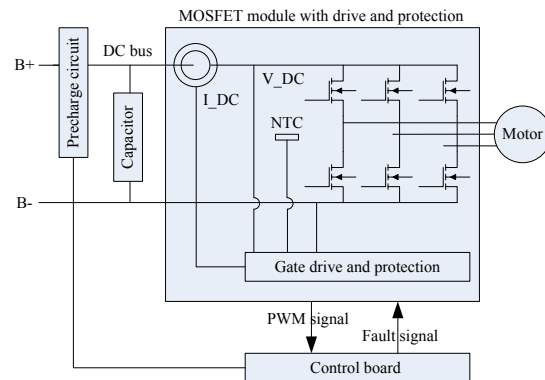 MOSFET module with drive and protection
B+
Precharge circuit
DC bus
Capacitor
I_DC
V_DC
NTC
Motor
B-
Gate drive and protection
PWM signal
Fault signal
Control board